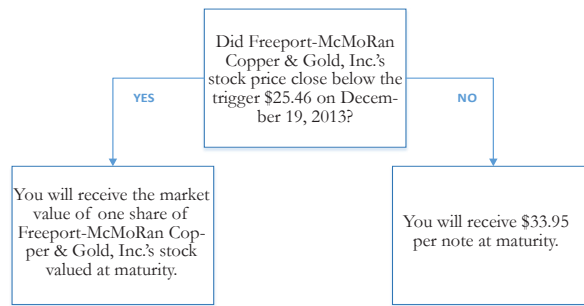 Did Freeport-McMoRan
Copper & Gold, Inc.'s
stock price close below the
trigger $25.46 on Decem-
ber 19, 2013?
YES
NO
You will receive the market
value of one share of
Freeport-McMoRan Cop-
per & Gold, Inc.'s stock
valued at maturity.
You will receive $33.95
per note at maturity.